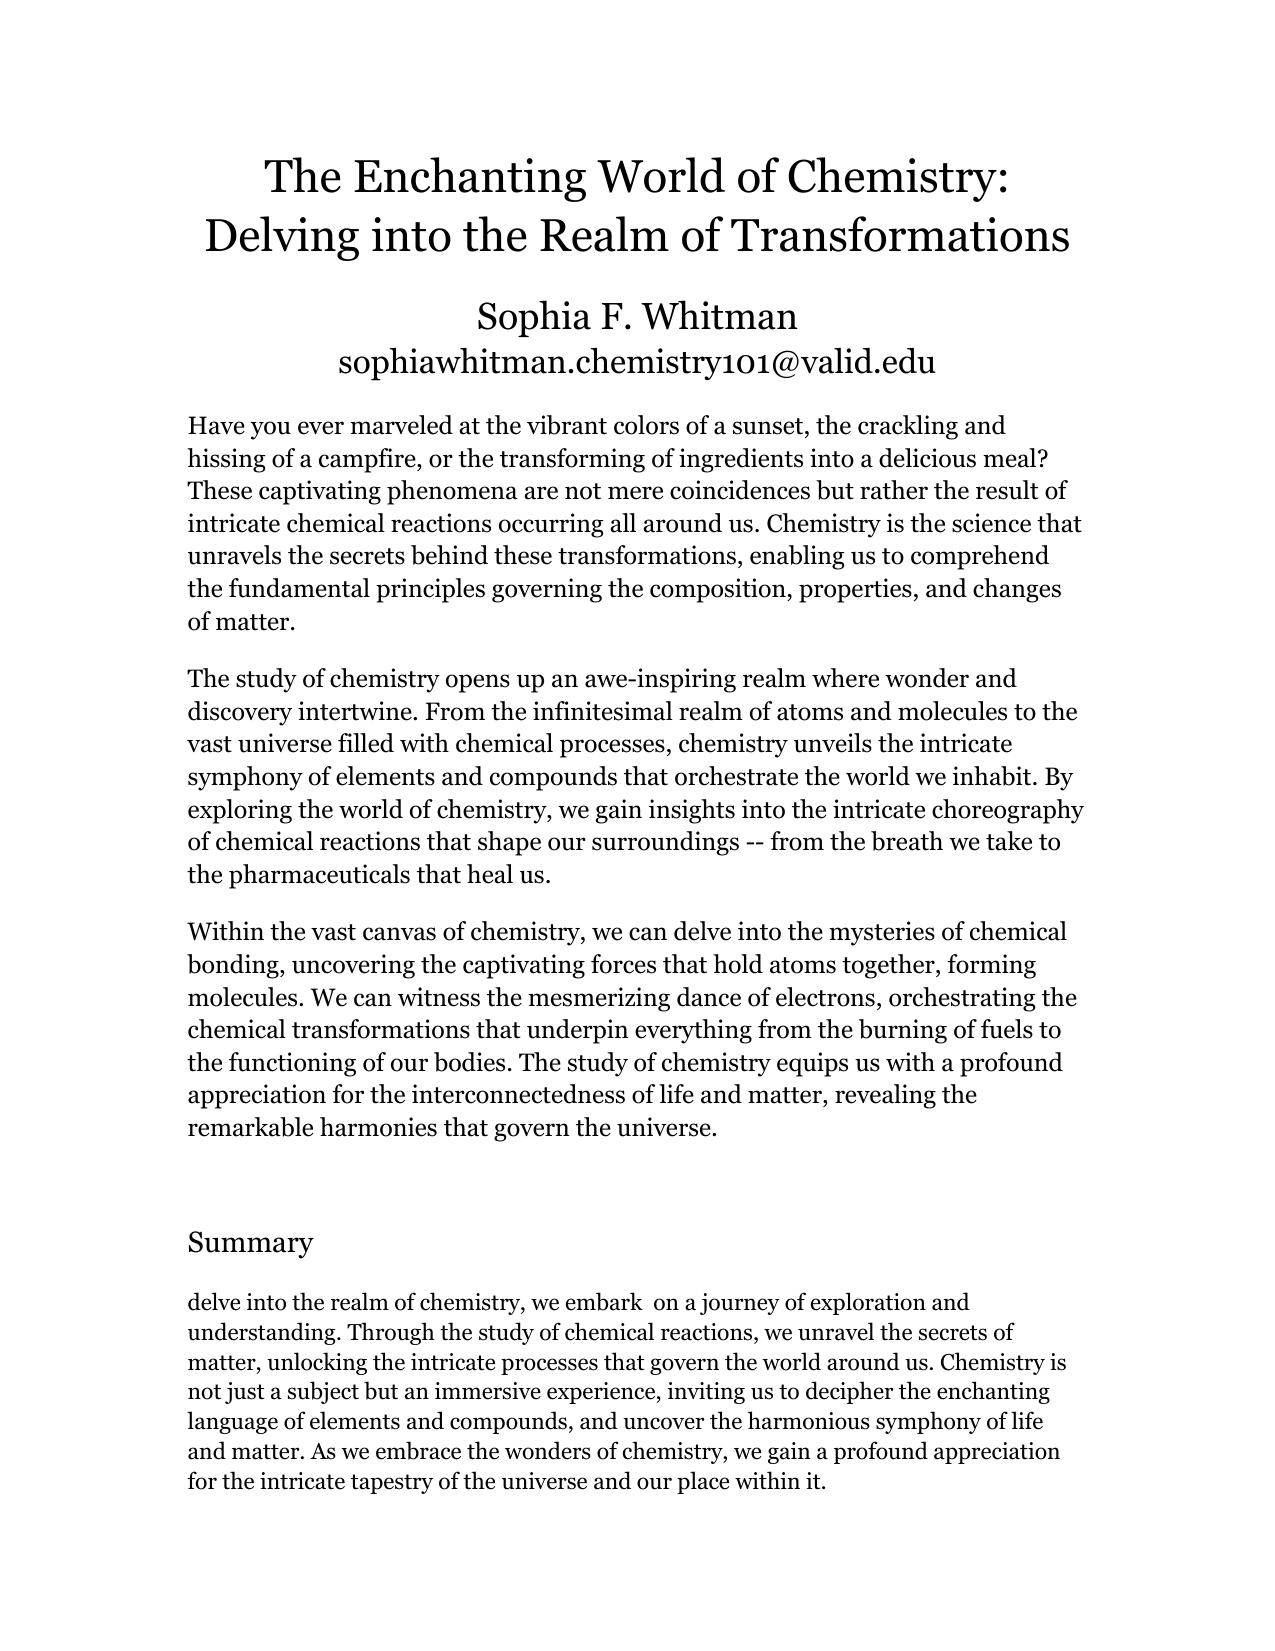 The Enchanting World of Chemistry:
Delving into the Realm of Transformations
Sophia F. Whitman
sophiawhitman.chemistry101@valid.edu
Have you ever marveled at the vibrant colors of a sunset, the crackling and
hissing of a campfire, or the transforming of ingredients into a delicious meal?
These captivating phenomena are not mere coincidences but rather the result of
intricate chemical reactions occurring all around us. Chemistry is the science that
unravels the secrets behind these transformations, enabling us to comprehend
the fundamental principles governing the composition, properties, and changes
of matter.
The study of chemistry opens up an awe-inspiring realm where wonder and
discovery intertwine. From the infinitesimal realm of atoms and molecules to the
vast universe filled with chemical processes, chemistry unveils the intricate
symphony of elements and compounds that orchestrate the world we inhabit. By
exploring the world of chemistry, we gain insights into the intricate choreography
of chemical reactions that shape our surroundings -- from the breath we take to
the pharmaceuticals that heal us.
Within the vast canvas of chemistry, we can delve into the mysteries of chemical
bonding, uncovering the captivating forces that hold atoms together, forming
molecules. We can witness the mesmerizing dance of electrons, orchestrating the
chemical transformations that underpin everything from the burning of fuels to
the functioning of our bodies. The study of chemistry equips us with a profound
appreciation for the interconnectedness of life and matter, revealing the
remarkable harmonies that govern the universe.
Summary
delve into the realm of chemistry, we embark  on a journey of exploration and
understanding. Through the study of chemical reactions, we unravel the secrets of
matter, unlocking the intricate processes that govern the world around us. Chemistry is
not just a subject but an immersive experience, inviting us to decipher the enchanting
language of elements and compounds, and uncover the harmonious symphony of life
and matter. As we embrace the wonders of chemistry, we gain a profound appreciation
for the intricate tapestry of the universe and our place within it.